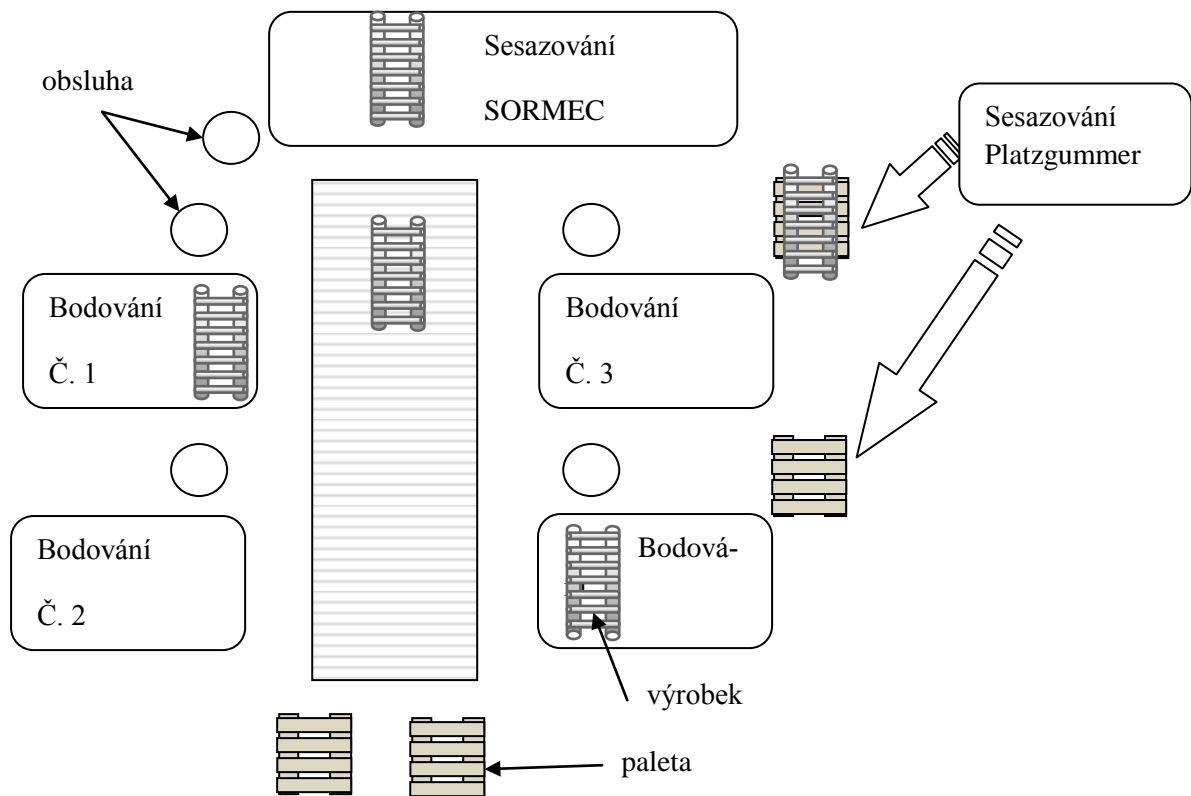 Sesazování
SORMEC
obsluha
Sesazování
Platzgummer
Bodování
Č. 1
Bodování
Č. 3
Bodování
Č. 2
Bodová-
výrobek
paleta